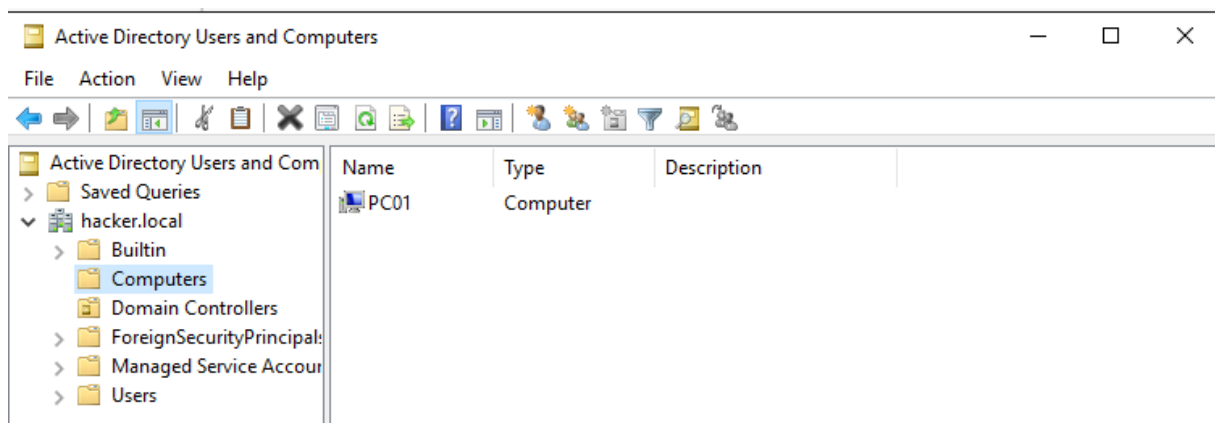 Active Directory Users and Computers
File Action View Help
Active Directory Users and Com
Saved Queries
hacker.local
Builtin
Computers
Domain Controllers
ForeignSecurityPrincipals
Managed Service Accour
Users
Name Type Description
PC01 Computer